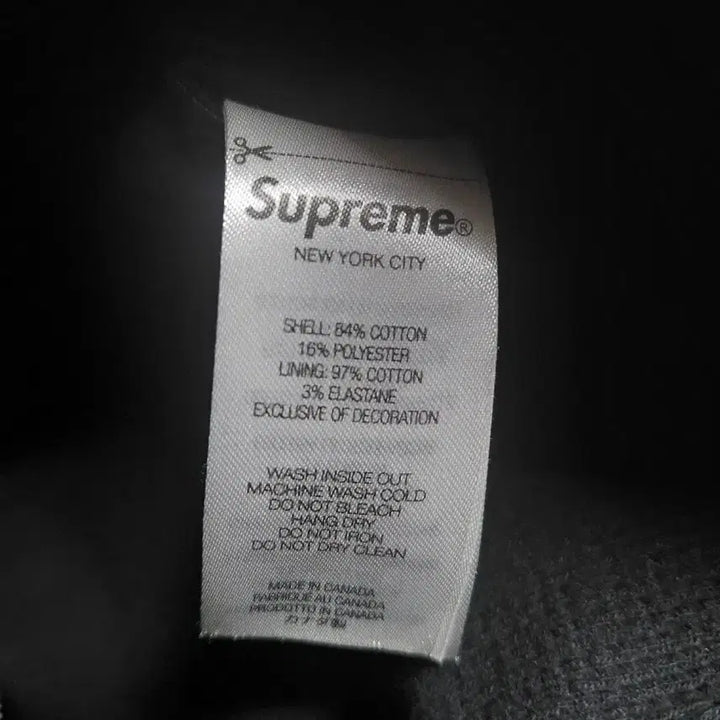 Supreme®
NEW YORK CITY
SHELL: 84% COTTON
16% POLYESTER
LINING: 97% COTTON
3% ELASTANE
EXCLUSIVE OF DECORATION
WASH INSIDE OUT
MACHINE WASH COLD
DO NOT BLEACH
HANG DRY
DO NOT IRON
DO NOT DRY CLEAN
MADE IN CANADA
FABRIQUÉ AU CANADA
PRODOTTO IN CANADA